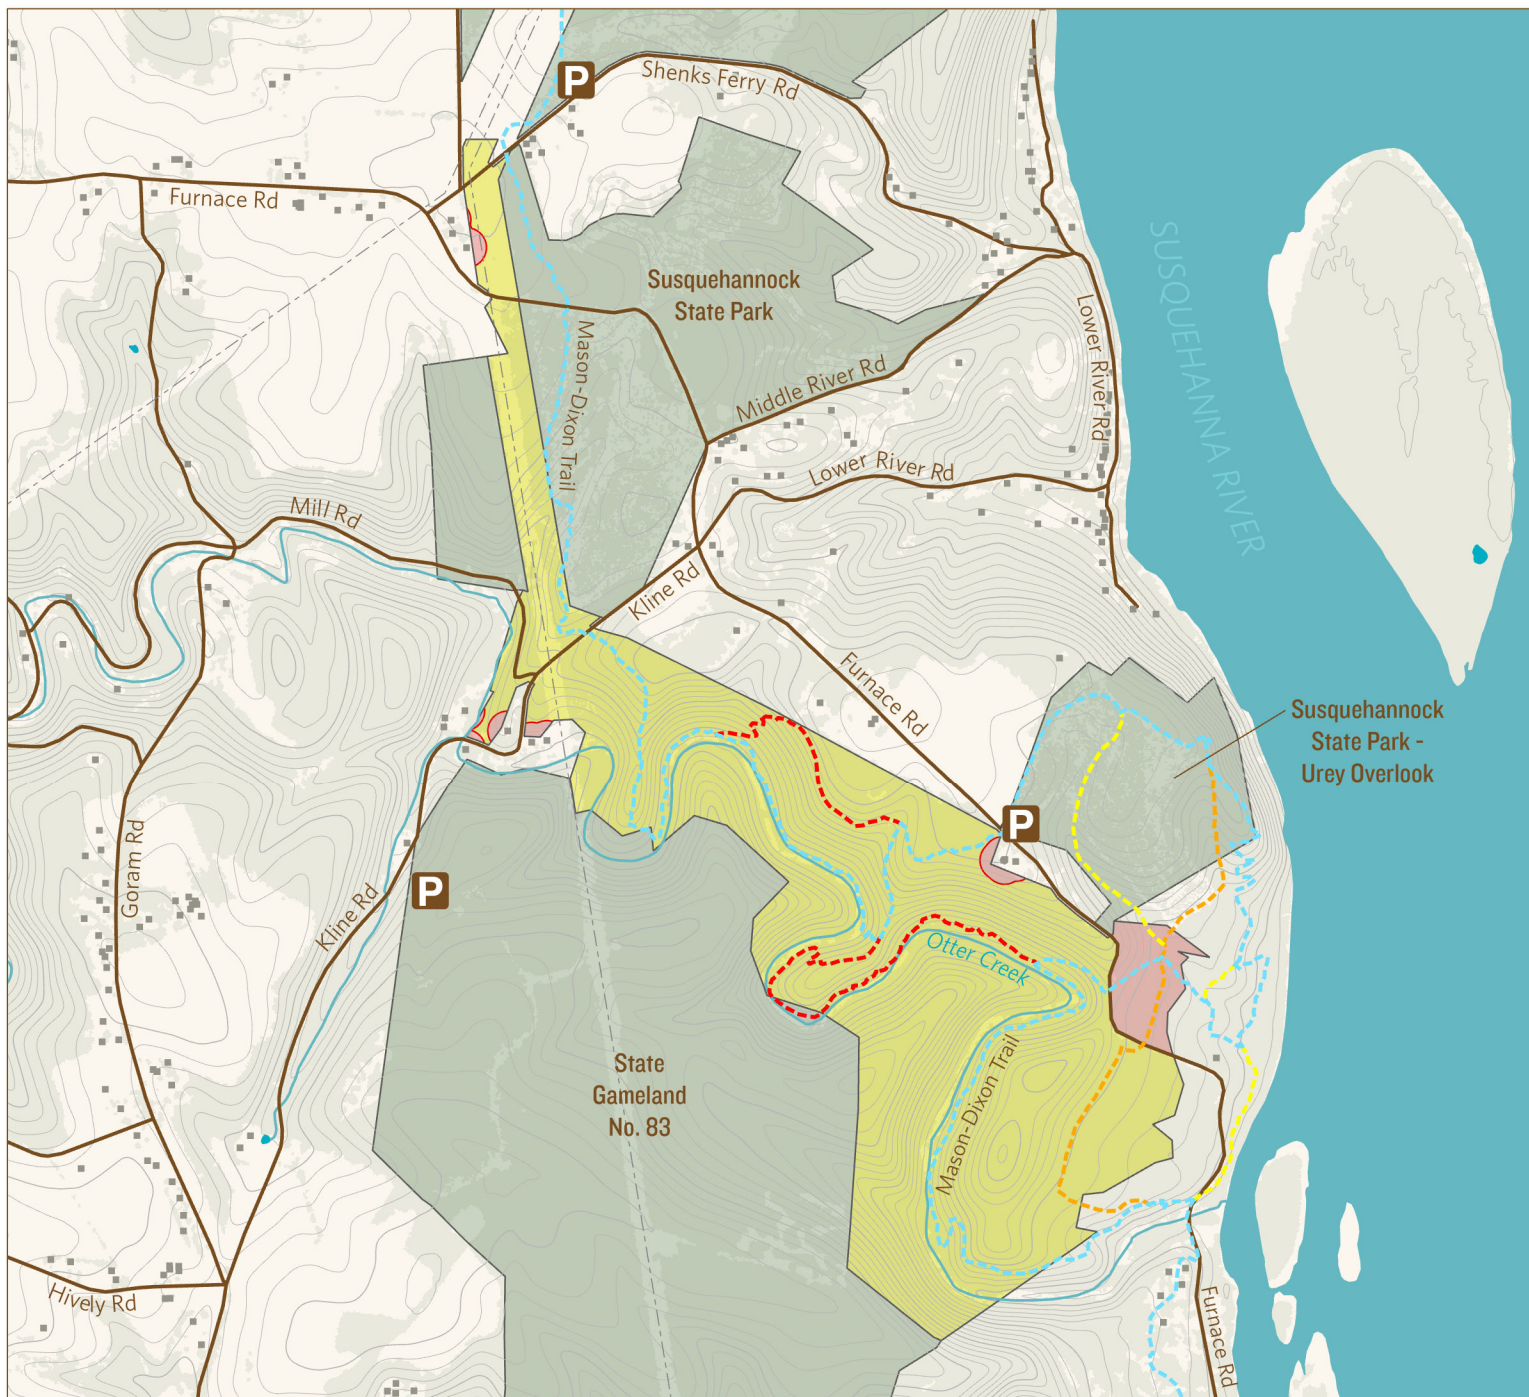 P
Shenks Ferry Rd
Furnace Rd
SUSQUEHANNA RIVER
Susquehannock
State Park
Lower River Rd
Mason-Dixon Trail
Middle River Rd
Lower River Rd
Mill Rd
Kline Rd
Furnace Rd
Susquehannock
State Park -
Urey Overlook
P
Goram Rd
P
Kline Rd
Otter Creek
State
Gameland
No. 83
Mason-Dixon Trail
Hively Rd
Furnace Rd